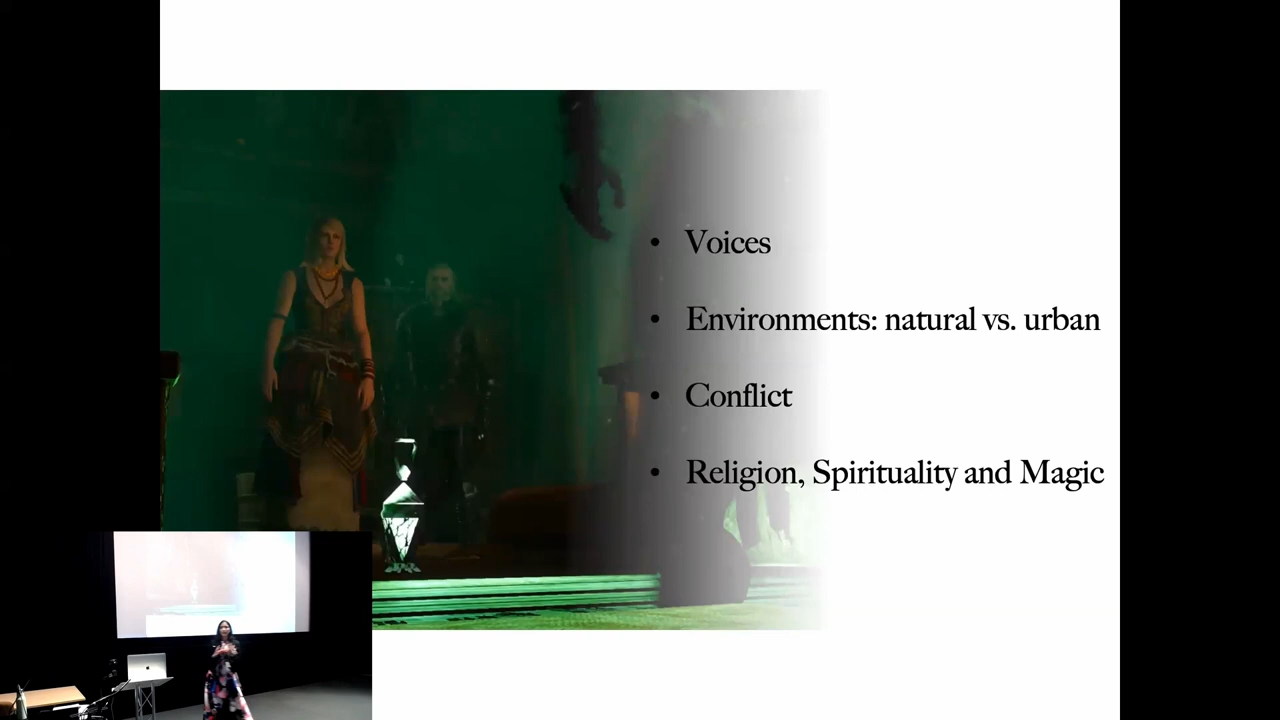 • Voices
• Environments: natural vs. urban
• Conflict
• Religion, Spirituality and Magic